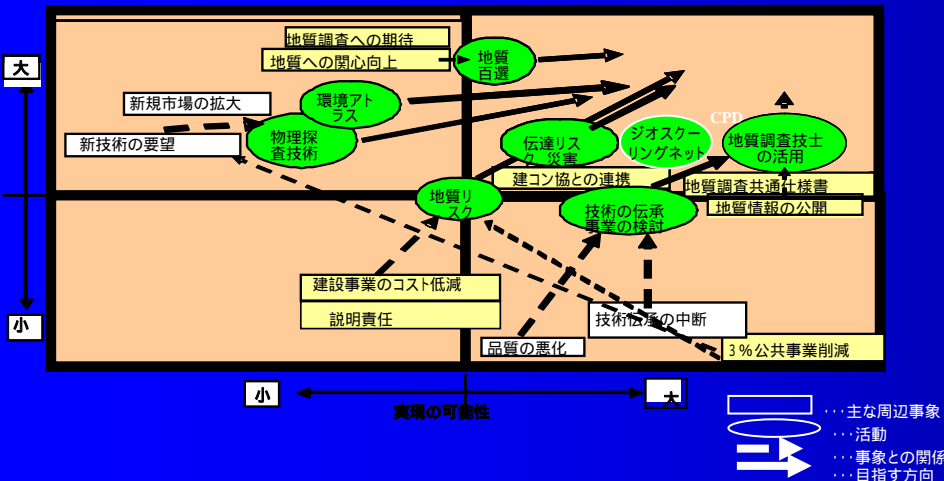 地質調査への期待
地質への関心向上
地質
百選
大
新規市場の拡大
環境アト
ラス
新技術の要望
物理探
査技術
伝達リス
ク 災害
ジオスクー
リングネット
CPD
地質調査技士
の活用
建コン協との連携
地質調査共通仕様書
地質情報の公開
地質リ
スク
技術の伝承
事業の検討
建設事業のコスト低減
説明責任
技術伝承の中断
品質の悪化
3%公共事業削減
小
小
大
実現の可能性
･･･主な周辺事象
･･･活動
･･･事象との関係
･･･目指す方向